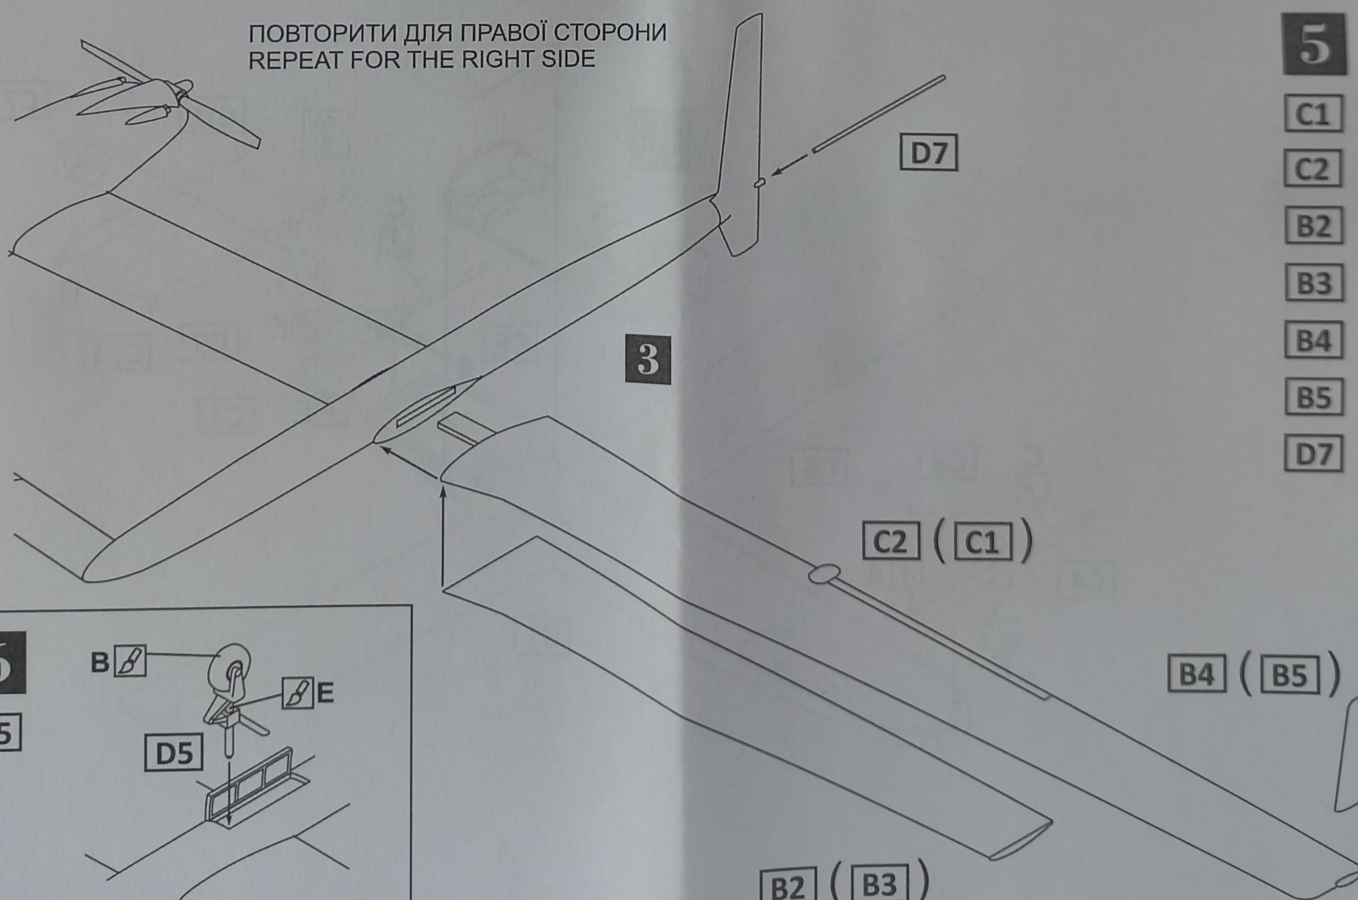 ПОВТОРИТИ ДЛЯ ПРАВОЇ СТОРОНИ
REPEAT FOR THE RIGHT SIDE
5
C1
C2
B2
B3
B4
B5
D7
D7
3
C2 (C1)
B4 (B5)
B2 (B3)
B
E
D5